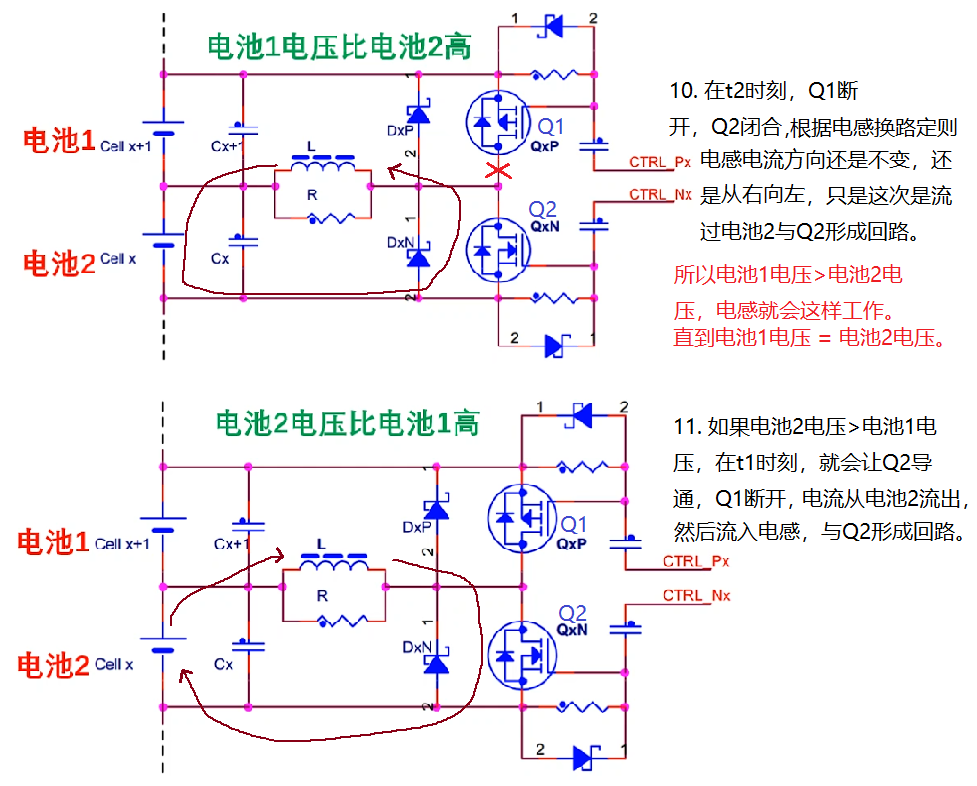 电池1电压比电池2高
1
2
10. 在t2时刻，Q1断
开，Q2闭合,根据电感换路定则
电感电流方向还是不变，还
是从右向左，只是这次是流
过电池2与Q2形成回路。
所以电池1电压>电池2电
压，电感就会这样工作。
直到电池1电压 = 电池2电压。
电池1 Cell x+1
Cx+1
L
R
DxP
1
2
Q1
QxP
CTRL_Px
CTRL_Nx
电池2 Cell x
Cx
DxN
1
2
Q2
QxN
2
1
电池2电压比电池1高
1
2
11. 如果电池2电压>电池1电
压，在t1时刻，就会让Q2导
通，Q1断开，电流从电池2流出，
然后流入电感，与Q2形成回路。
电池1 Cell x+1
Cx+1
L
R
DxP
1
2
Q1
QxP
CTRL_Px
CTRL_Nx
电池2 Cell x
Cx
DxN
1
2
Q2
QxN
2
1